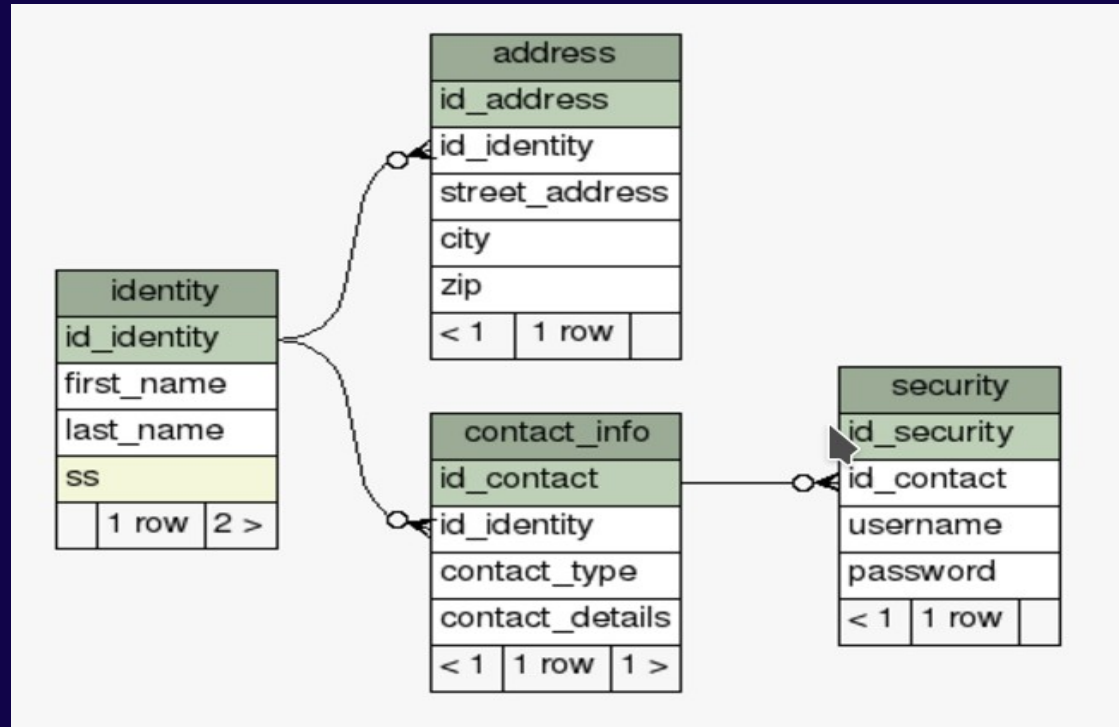 address
id_address
id_identity
street_address
city
zip
< 1 1 row
identity
id_identity
first_name
last_name
ss
1 row 2 >
contact_info
id_contact
id_identity
contact_type
contact_details
< 1 1 row 1 >
security
id_security
id_contact
username
password
< 1 1 row